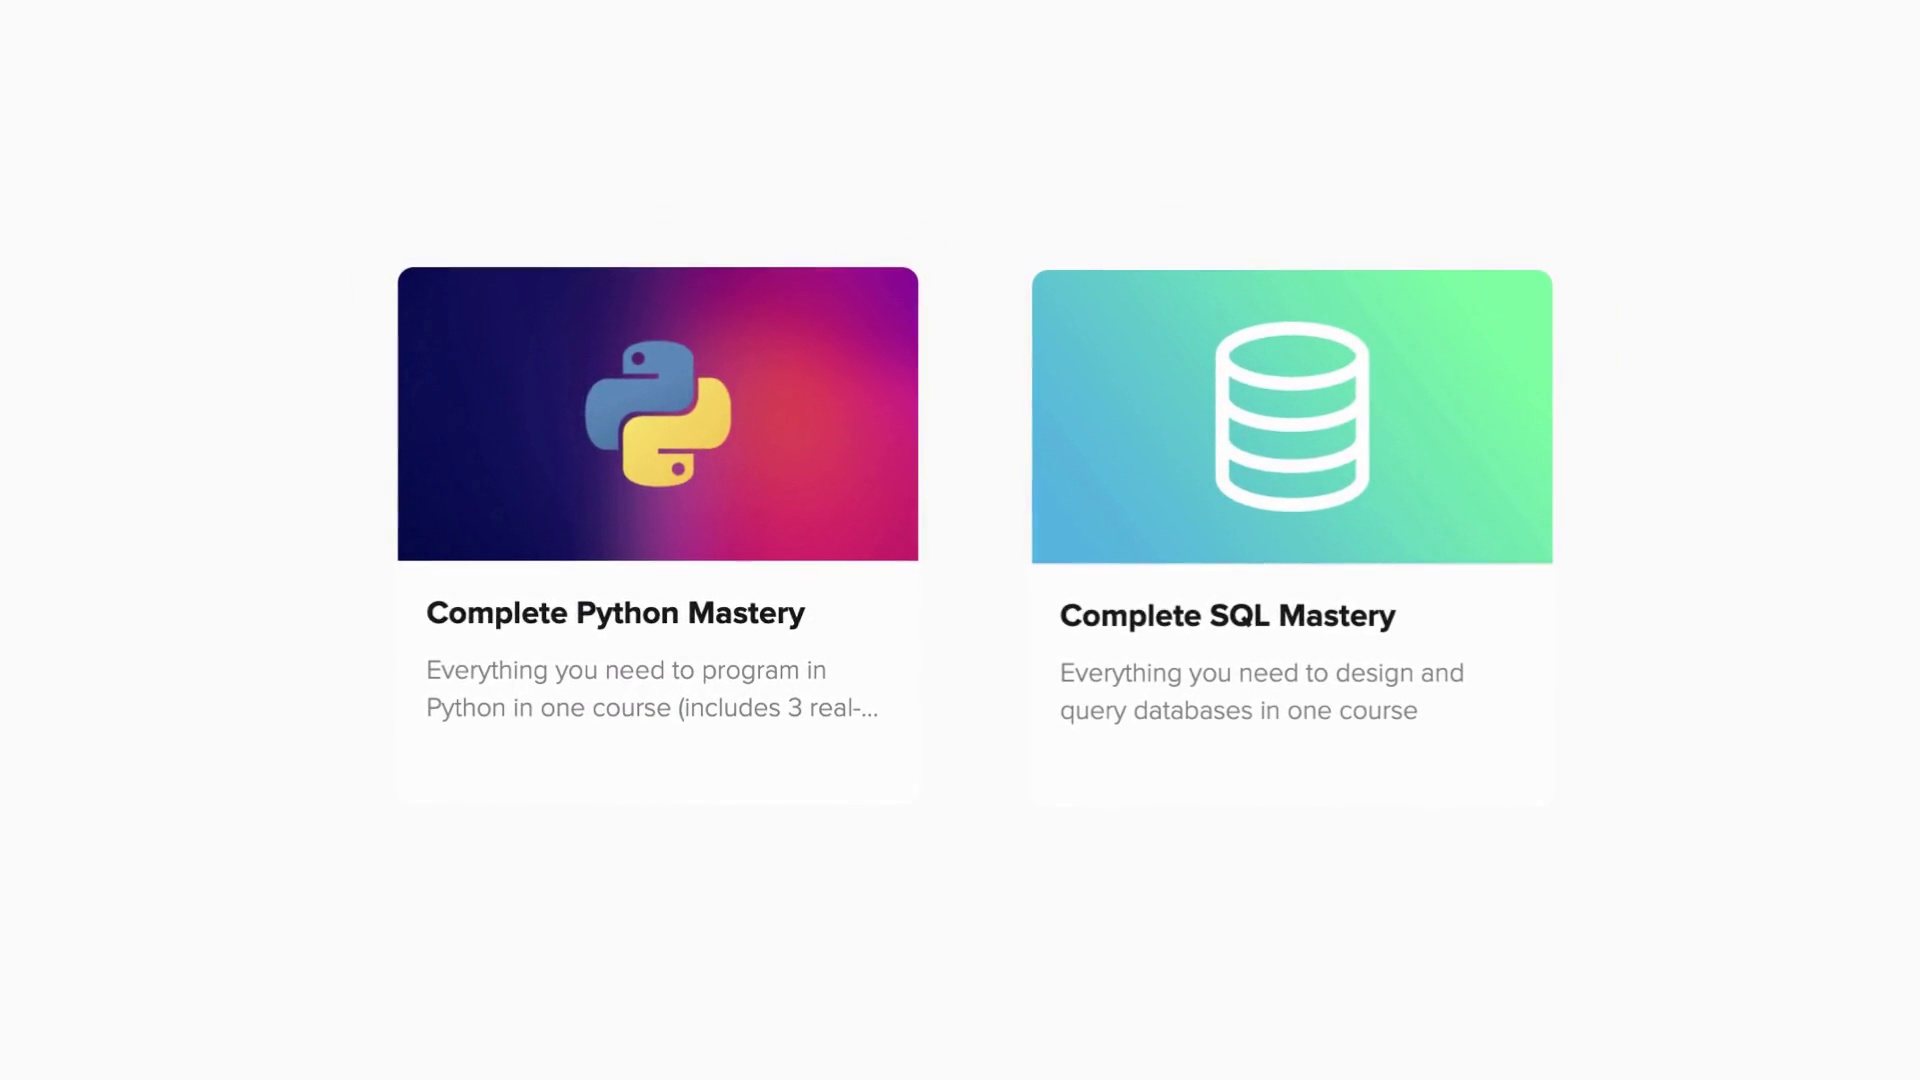 Complete Python Mastery
Everything you need to program in
Python in one course (includes 3 real-...
Complete SQL Mastery
Everything you need to design and
query databases in one course